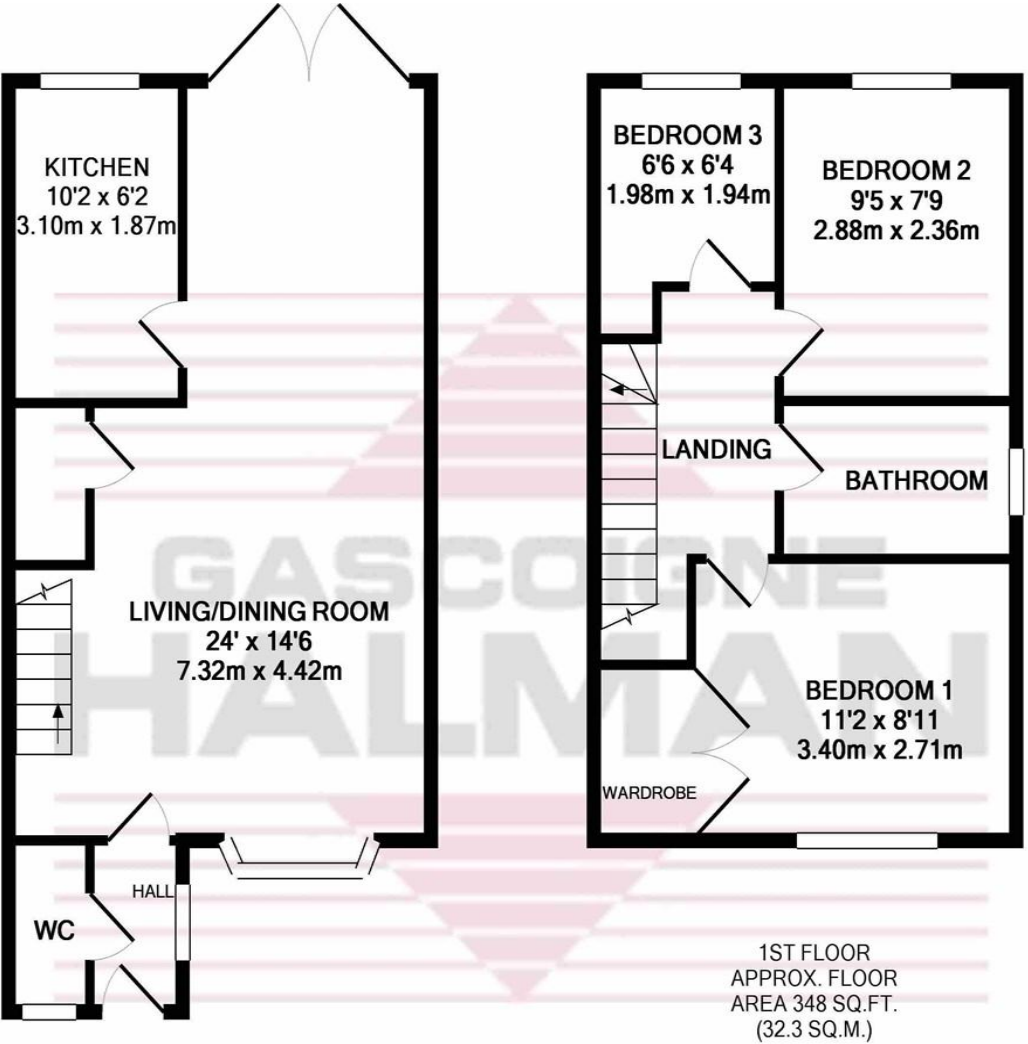 KITCHEN
10'2 x 6'2
3.10m x 1.87m
LIVING/DINING ROOM
24' x 14'6
7.32m x 4.42m
HALL
WC
BEDROOM 3
6'6 x 6'4
1.98m x 1.94m
BEDROOM 2
9'5 x 7'9
2.88m x 2.36m
LANDING
BATHROOM
BEDROOM 1
11'2 x 8'11
3.40m x 2.71m
WARDROBE
GASCOIGNE
HALMAN
1ST FLOOR
APPROX. FLOOR
AREA 348 SQ.FT.
(32.3 SQ.M.)